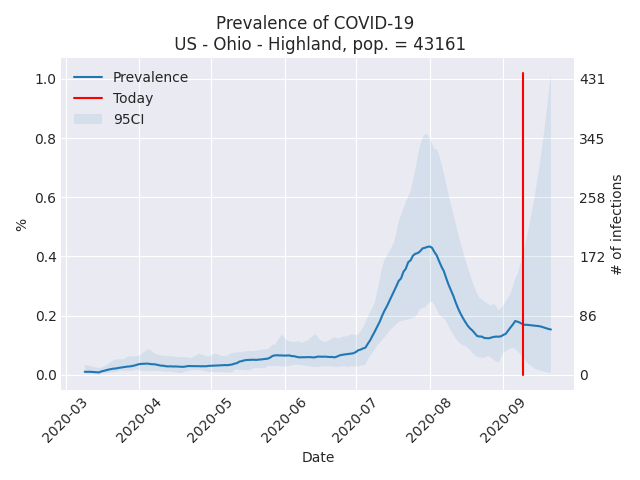 Prevalence of COVID-19
US - Ohio - Highland, pop. = 43161
Prevalence
Today
95CI
1.0
0.8
0.6
0.4
0.2
0.0
%
431
345
258
172
86
0
# of infections
2020-03
2020-04
2020-05
2020-06
2020-07
2020-08
2020-09
Date